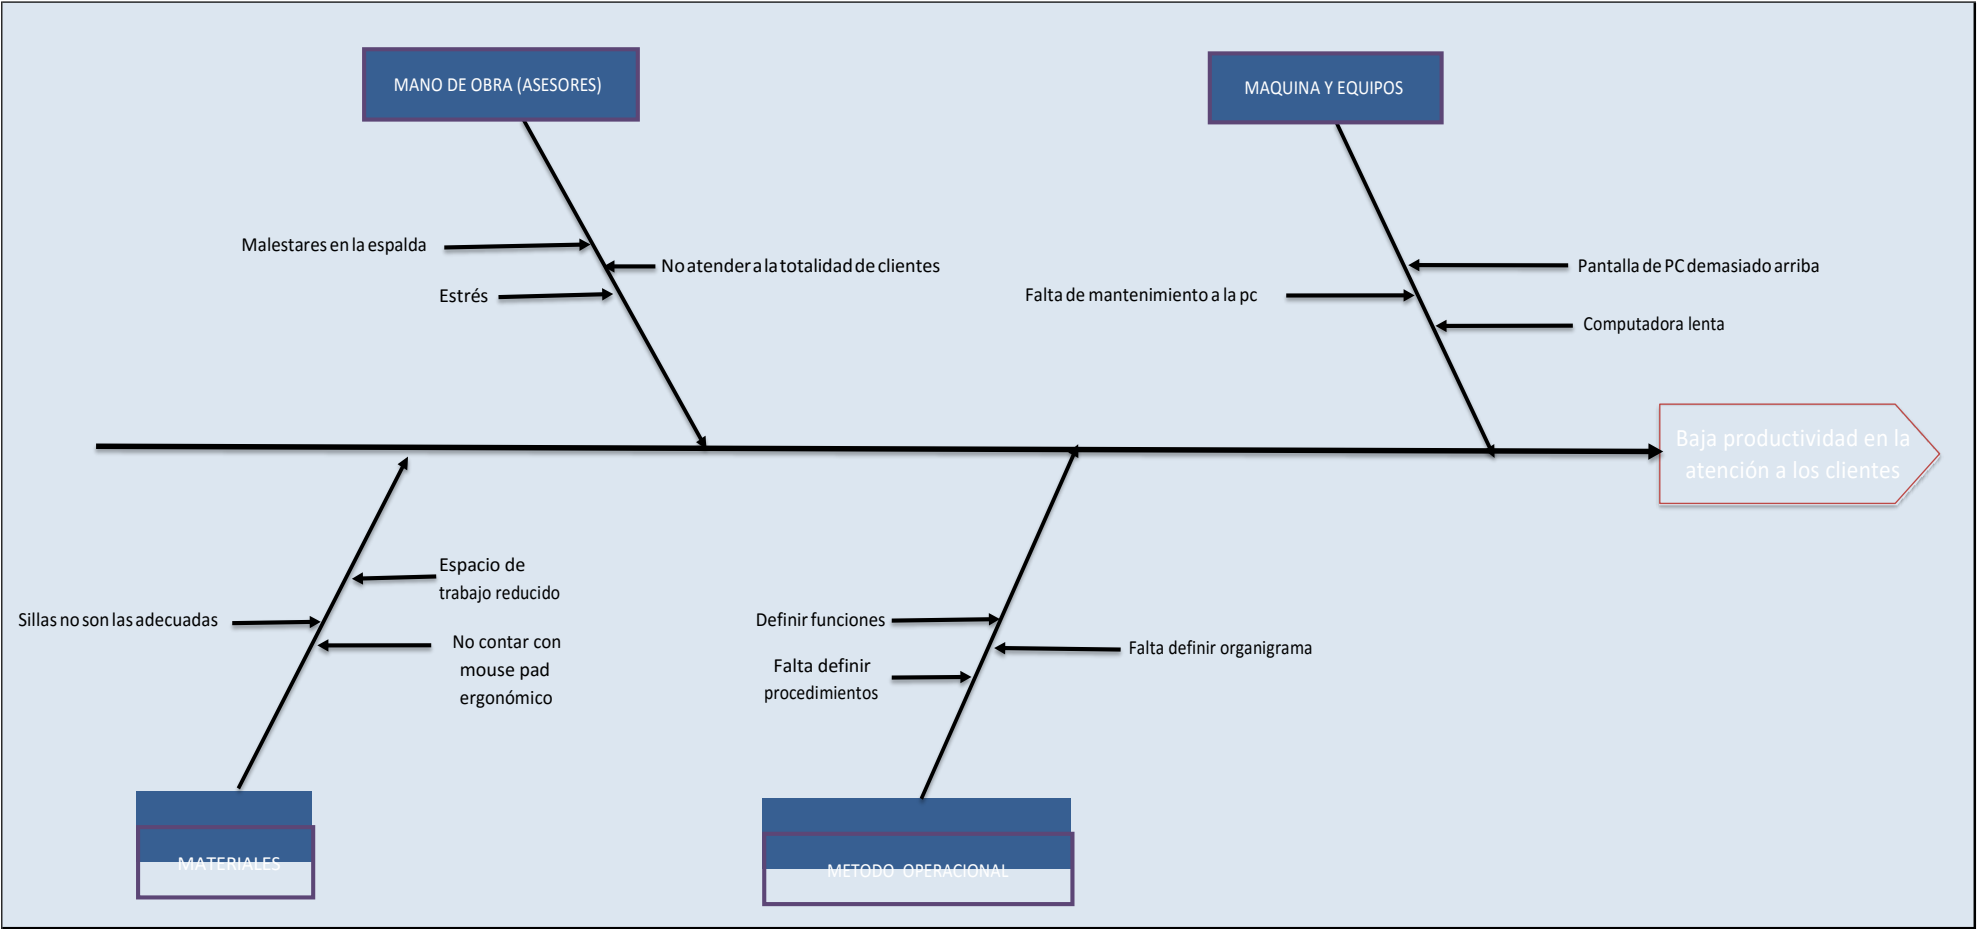 MANO DE OBRA (ASESORES)
MAQUINA Y EQUIPOS
Malestares en la espalda
No atender a la totalidad de clientes
Estrés
Pantalla de PC demasiado arriba
Falta de mantenimiento a la pc
Computadora lenta
Baja productividad en la
atención a los clientes
Espacio de
trabajo reducido
Sillas no son las adecuadas
No contar con
mouse pad
ergonómico
Definir funciones
Falta definir organigrama
Falta definir
procedimientos
MATERIALES
METODO OPERACIONAL